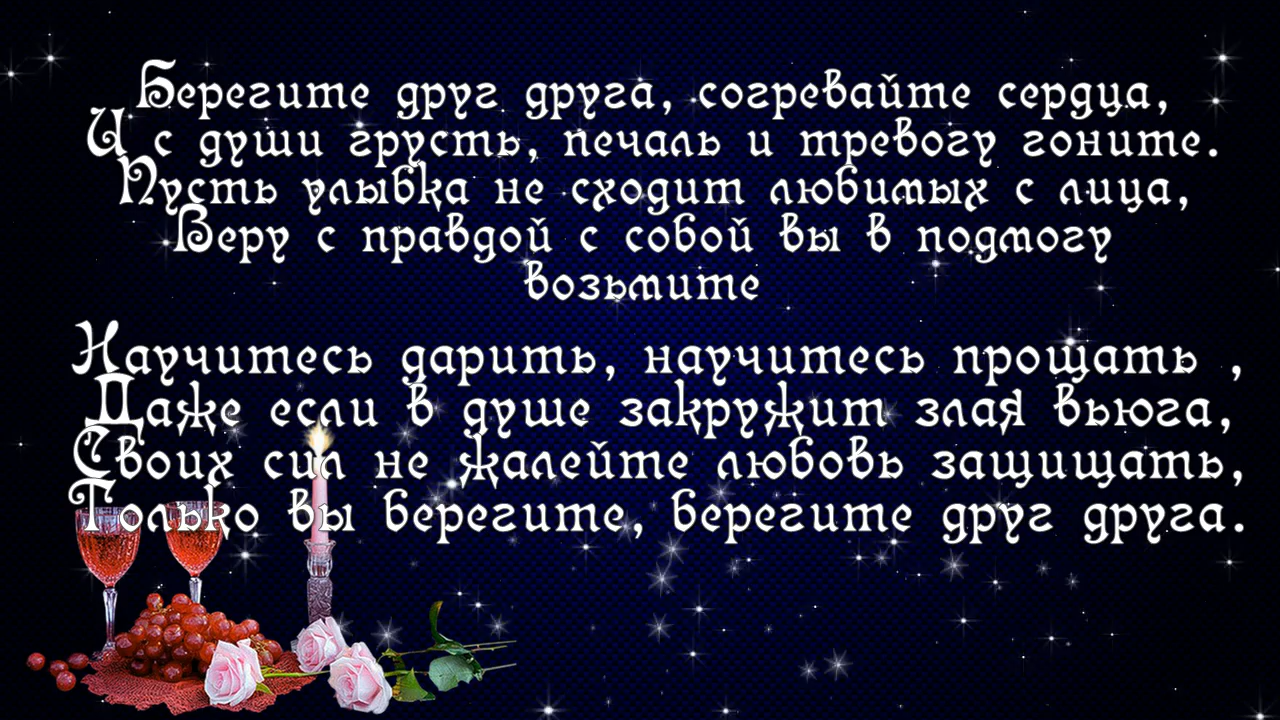 Берегите друг друга, согревайте сердца,
И с души грусть, печаль и тревогу гоните.
Пусть улыбка не сходит любимых с лица,
Веру с правдой с собой вы в подмогу
возьмите
Научитесь дарить, научитесь прощать ,
Даже если в душе закружит злая вьюга,
Своих сил не жалейте любовь защищать,
Только вы берегите, берегите друг друга.